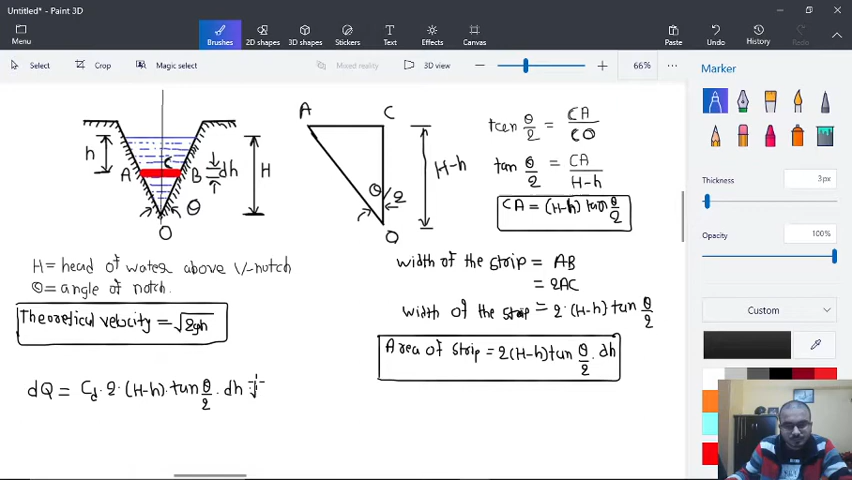 Untitled* - Paint 3D
Menu
Brushes
2D shapes
3D shapes
Stickers
Text
Effects
Canvas
Paste
Undo
History
Redo
Select
Crop
Magic select
Mixed reality
3D view
66%
Marker
Thickness
3px
Opacity
100%
Custom
h
A
C
B
dh
H
θ
O
A
C
H-h
θ/2
O
tan θ/2 = CA/CO
tan θ/2 = CA/H-h
CA = (H-h) tan θ/2
H = head of water above V-notch
θ = angle of notch.
Theoretical velocity = √2gh
width of the strip = AB
= 2AC
width of the strip = 2·(H-h) tan θ/2
Area of strip = 2(H-h) tan θ/2 . dh
dQ = Cd · 2 · (H-h) · tan θ/2 . dh